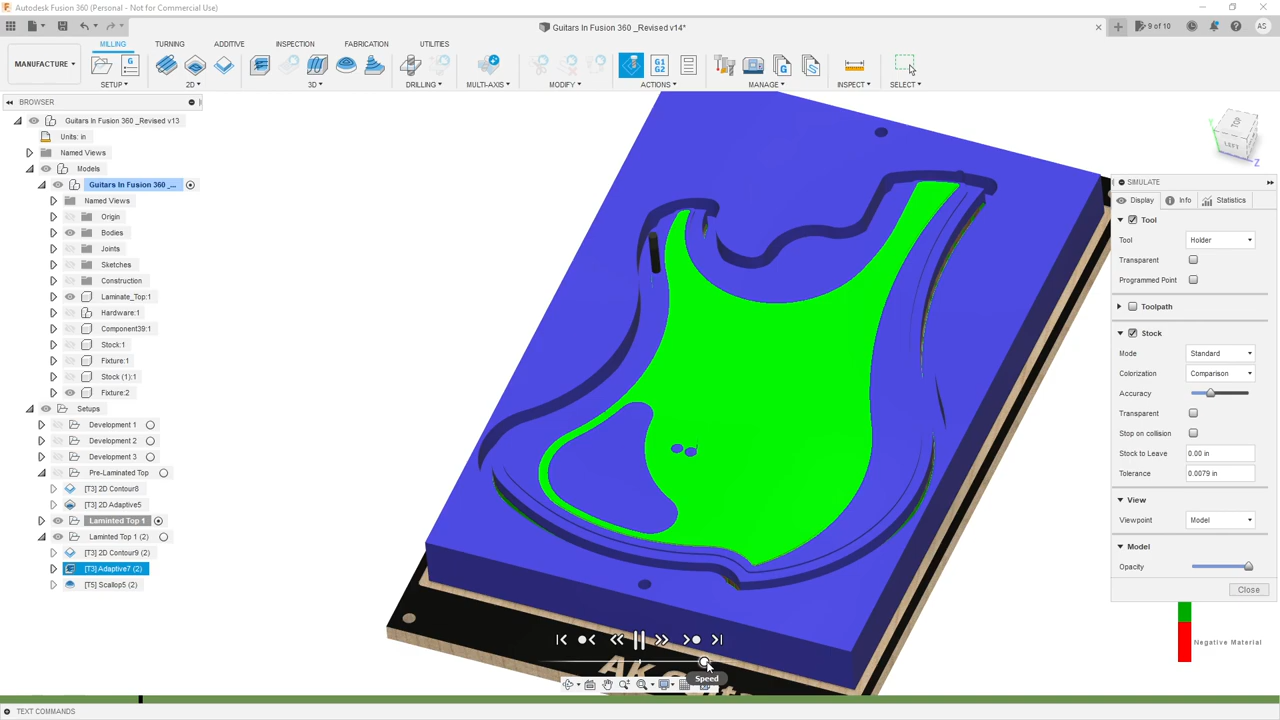 Autodesk Fusion 360 (Personal - Not for Commercial Use)
Guitars In Fusion 360 _Revised v14*
9 of 10
AS
MILLING
TURNING
ADDITIVE
INSPECTION
FABRICATION
UTILITIES
MANUFACTURE
SETUP
2D
3D
DRILLING
MULTI-AXIS
MODIFY
ACTIONS
MANAGE
INSPECT
SELECT
G1
G2
BROWSER
Guitars In Fusion 360 _Revised v13
Units: in
Named Views
Models
Guitars In Fusion 360 _...
Named Views
Origin
Bodies
Joints
Sketches
Construction
Laminate_Top:1
Hardware:1
Component39:1
Stock:1
Fixture:1
Stock (1):1
Fixture:2
Setups
Development 1
Development 2
Development 3
Pre-Laminated Top
[T3] 2D Contour8
[T3] 2D Adaptive5
Laminted Top 1
Laminted Top 1 (2)
[T3] 2D Contour9 (2)
[T3] Adaptive7 (2)
[T5] Scallop5 (2)
TOP
LEFT
Y
Z
SIMULATE
Display
Info
Statistics
Tool
Tool
Holder
Transparent
Programmed Point
Toolpath
Stock
Mode
Standard
Colorization
Comparison
Accuracy
Transparent
Stop on collision
Stock to Leave
0.00 in
Tolerance
0.0079 in
View
Viewpoint
Model
Model
Opacity
Close
Negative Material
Speed
TEXT COMMANDS